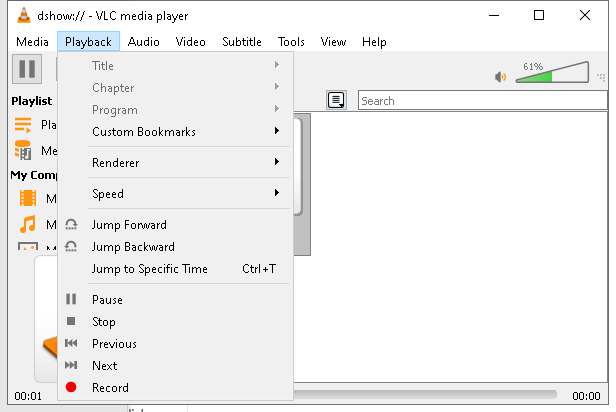 dshow:// - VLC media player
Media Playback Audio Video Subtitle Tools View Help
61%
Search
Playlist
Pla
Me
My Comp
M
M
Title
Chapter
Program
Custom Bookmarks
Renderer
Speed
Jump Forward
Jump Backward
Jump to Specific Time Ctrl+T
Pause
Stop
Previous
Next
Record
00:01 00:00